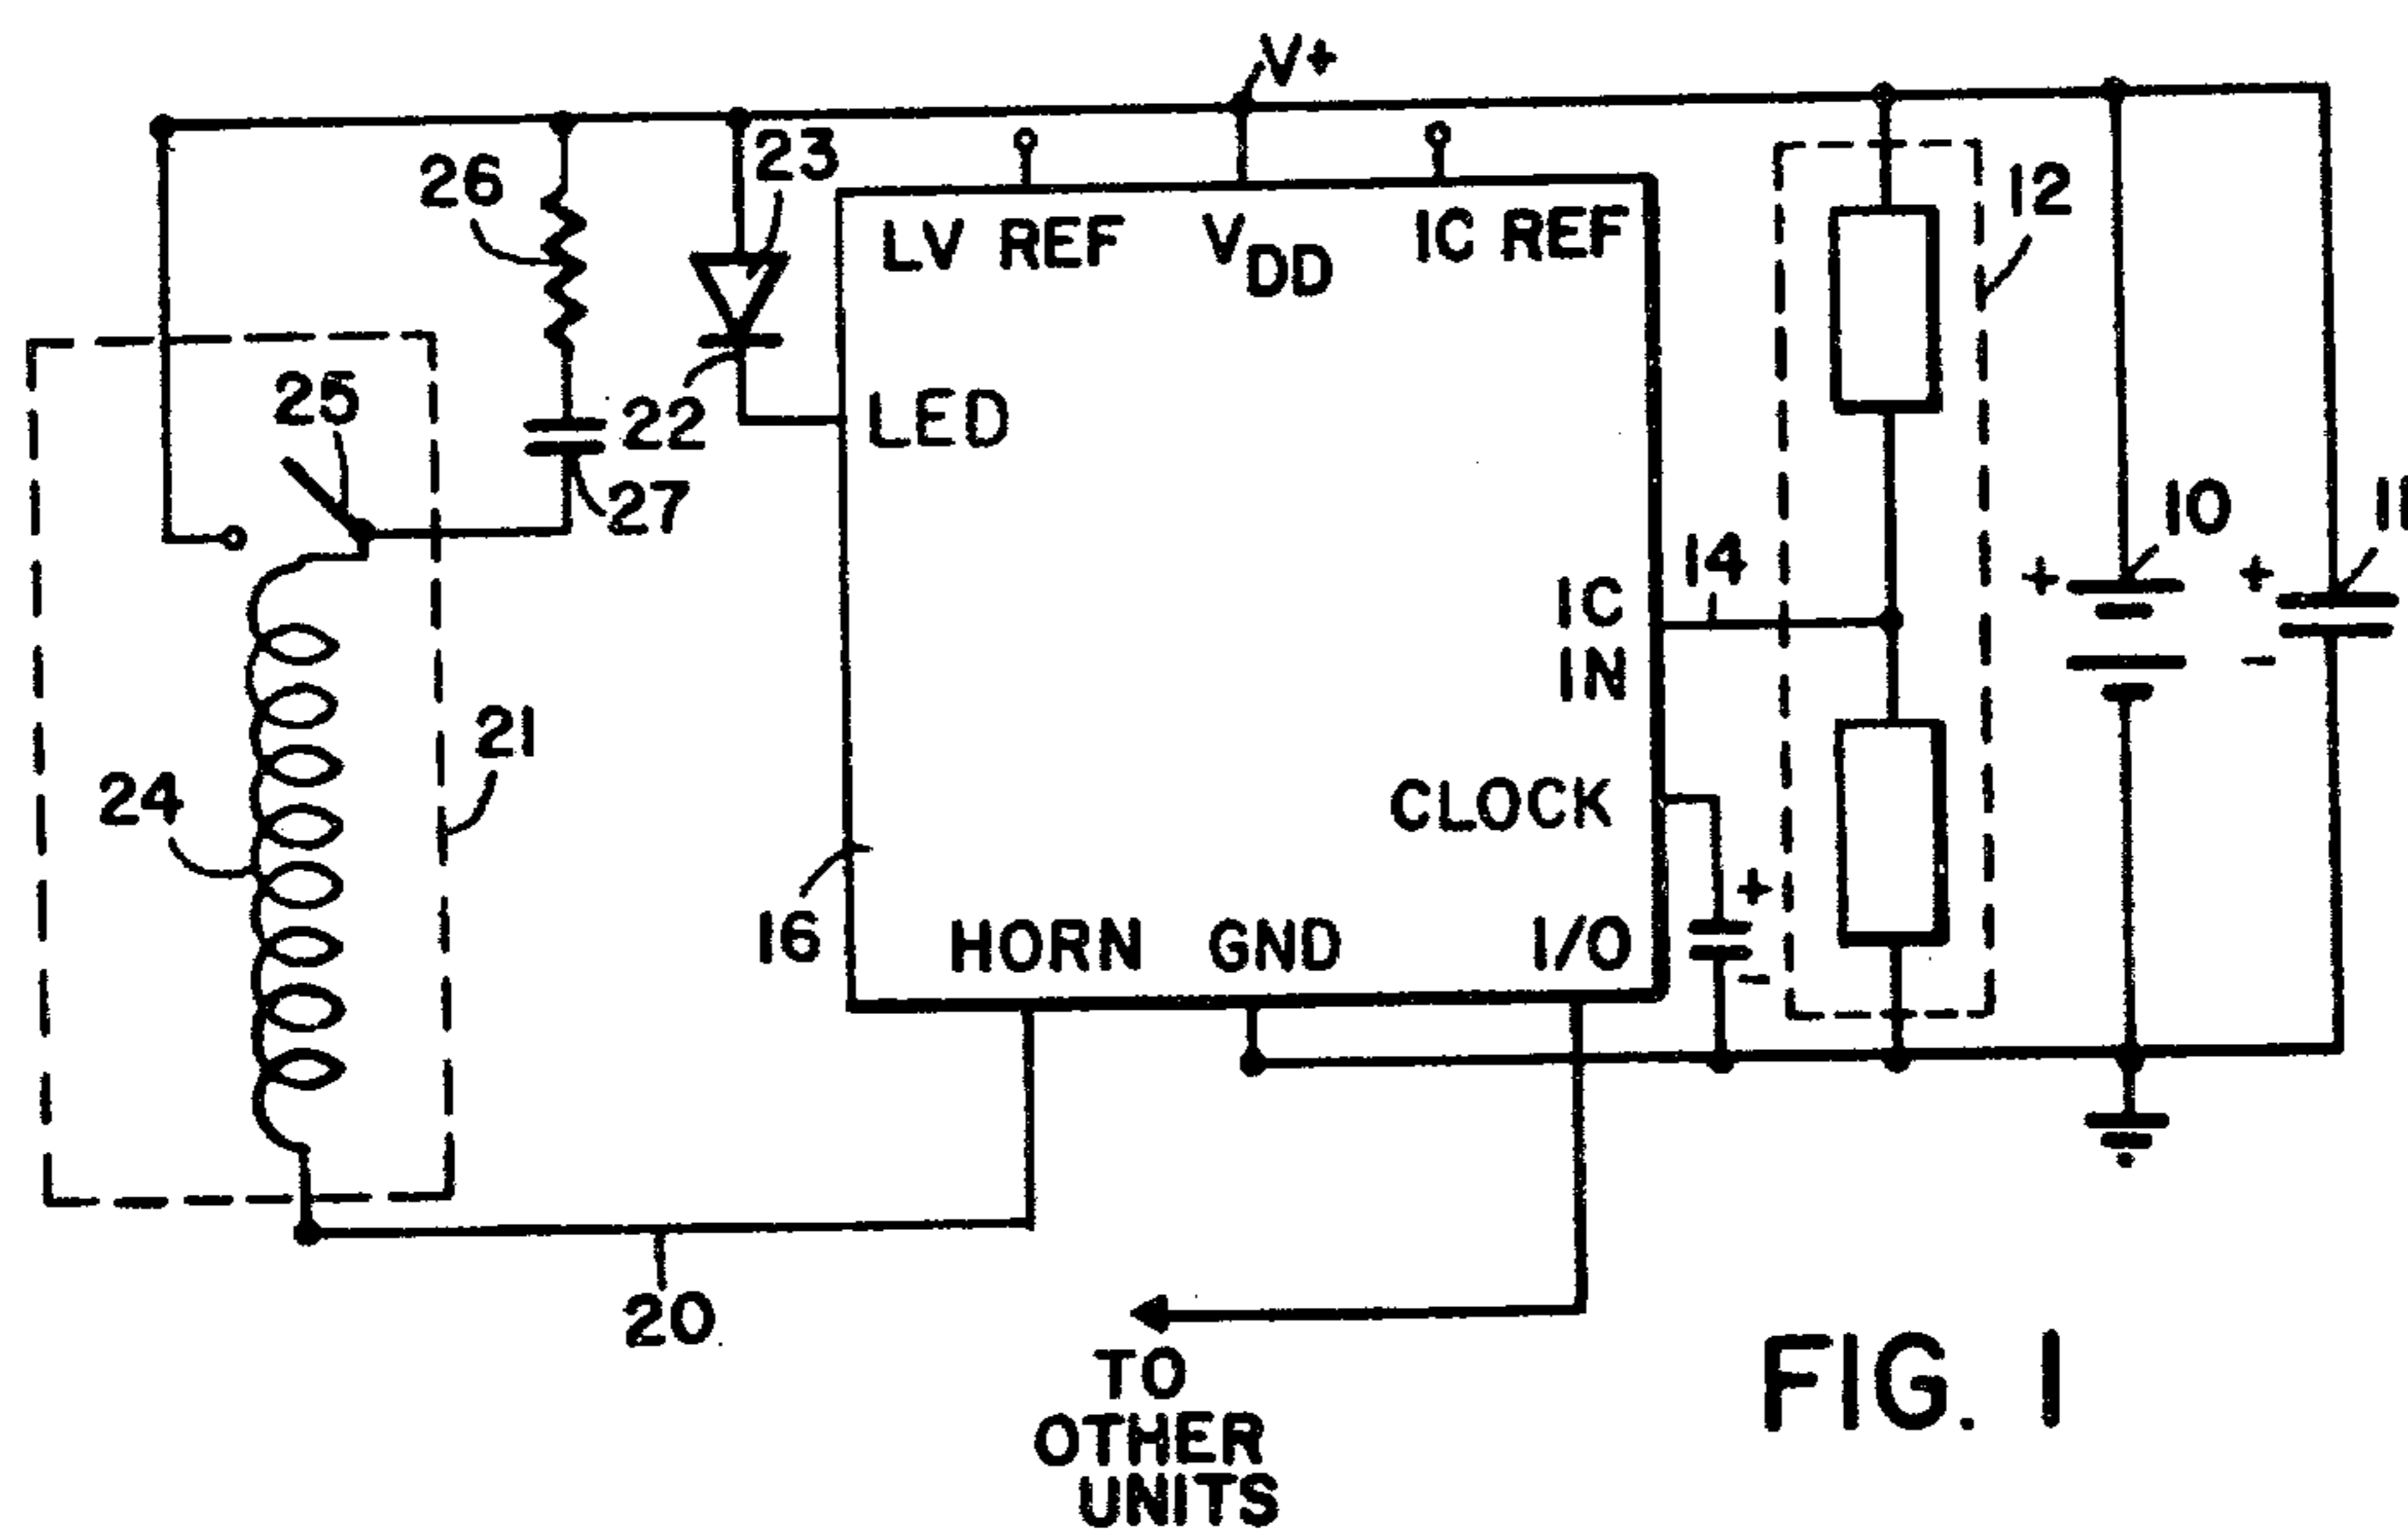 V+
23
26
12
LV REF
VDD
IC REF
25
22
LED
27
10
11
14
IC
IN
21
24
CLOCK
+
+
-
+
-
16
HORN
GND
I/O
20
TO
OTHER
UNITS
FIG. 1